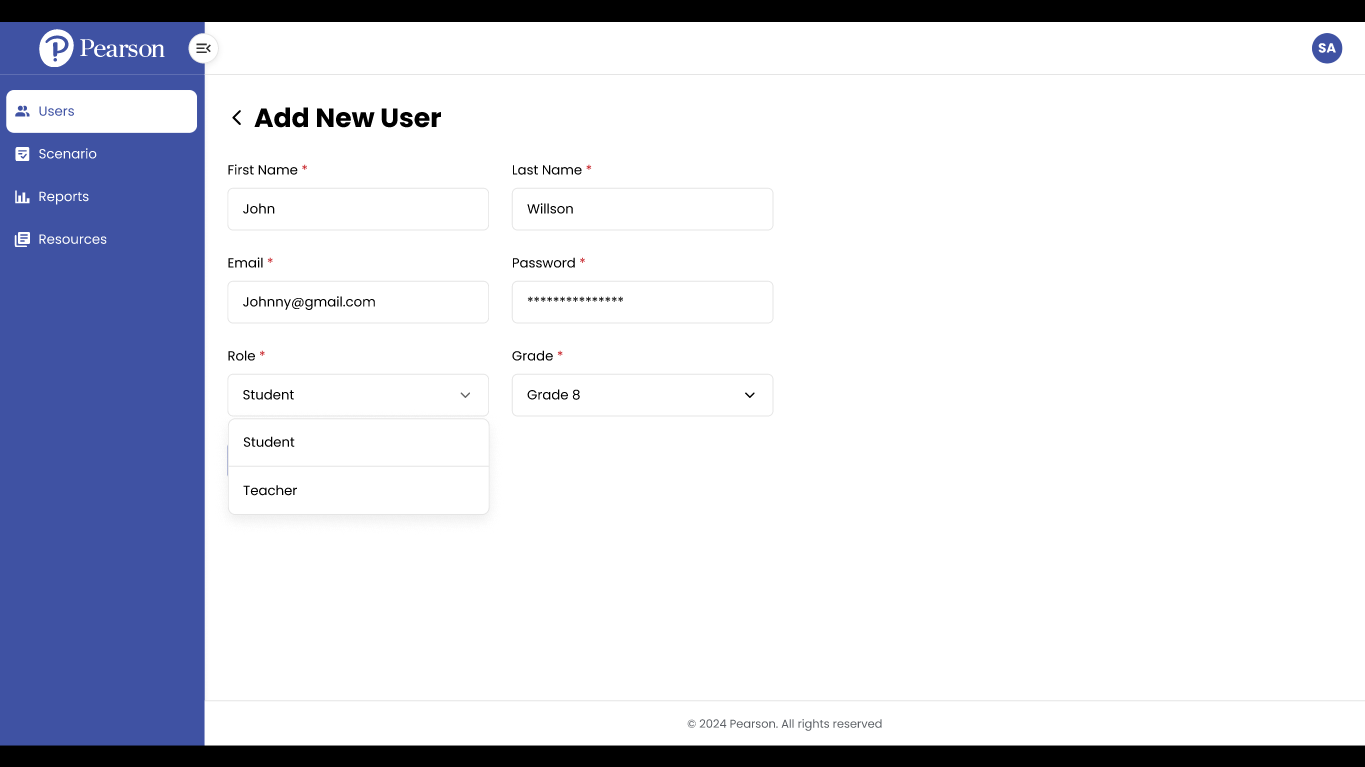 Pearson
SA
Users
Scenario
Reports
Resources
Add New User
First Name *
Last Name *
John
Willson
Email *
Password *
Johnny@gmail.com
***************
Role *
Grade *
Student
Grade 8
Student
Teacher
© 2024 Pearson. All rights reserved